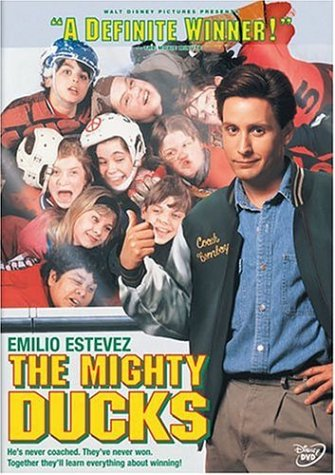 WALT DISNEY PICTURES PRESENTS
"A DEFINITE WINNER!"
Coach
Bombay
EMILIO ESTEVEZ
THE MIGHTY
DUCKS
He's never coached. They've never won.
Together they'll learn everything about winning!
Disney
DVD